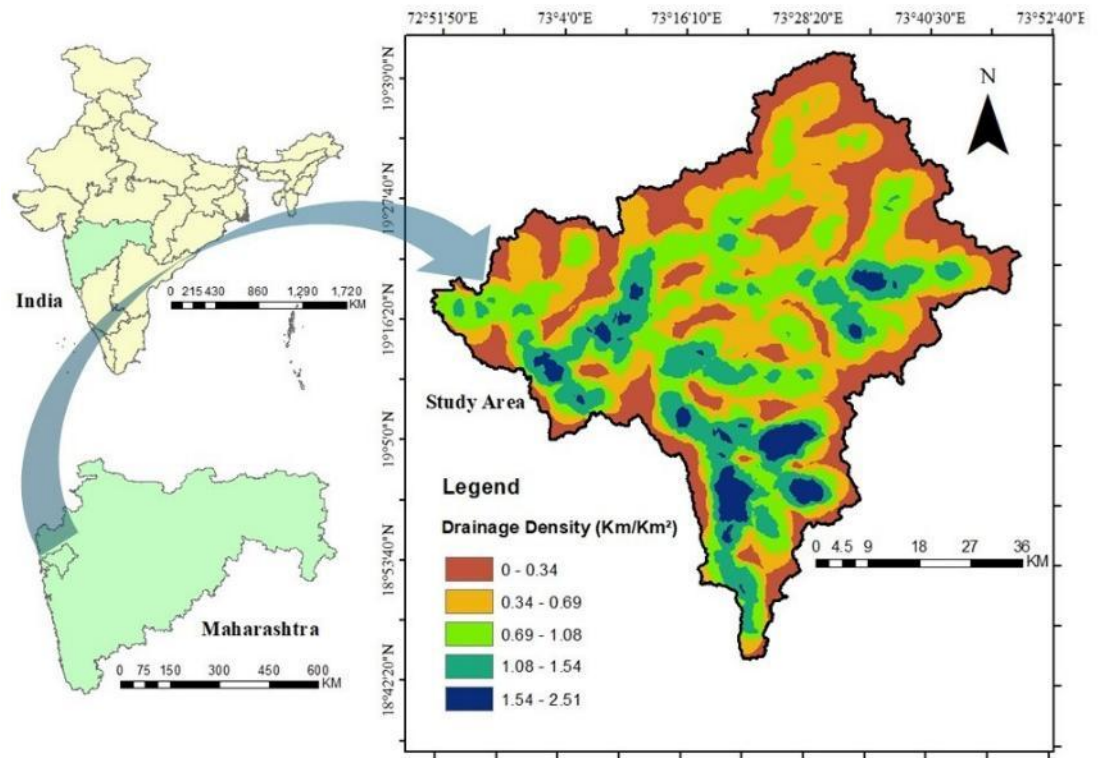 72°51'50"E 73°4'0"E 73°16'10"E 73°28'20"E 73°40'30"E 73°52'40"E
19°39'0"N
19°27'40"N
19°16'20"N
19°5'0"N
18°53'40"N
18°42'20"N
N
India
0 215 430 860 1,290 1,720
KM
Study Area
Maharashtra
0 75 150 300 450 600
KM
Legend
Drainage Density (Km/Km²)
0 - 0.34
0.34 - 0.69
0.69 - 1.08
1.08 - 1.54
1.54 - 2.51
0 4.5 9 18 27 36
KM